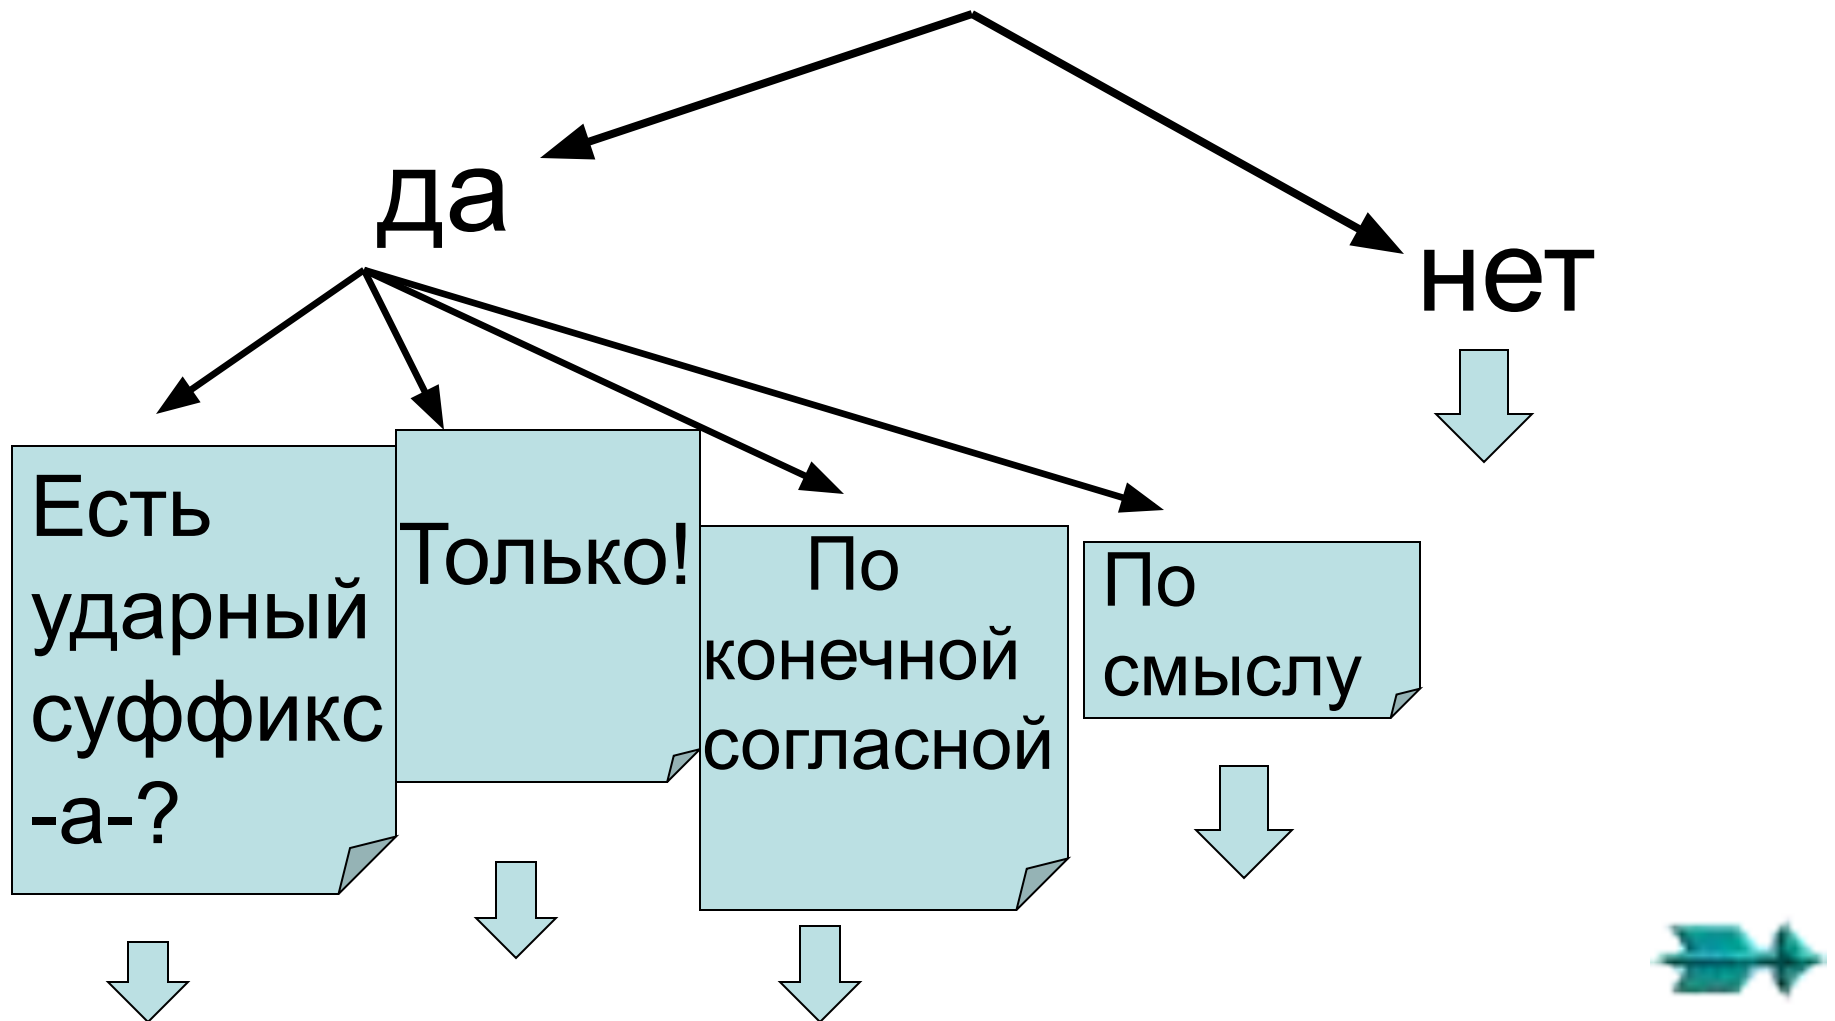 да
нет
Есть
ударный
суффикс
-а-?
Только!
По
конечной
согласной
По
смыслу